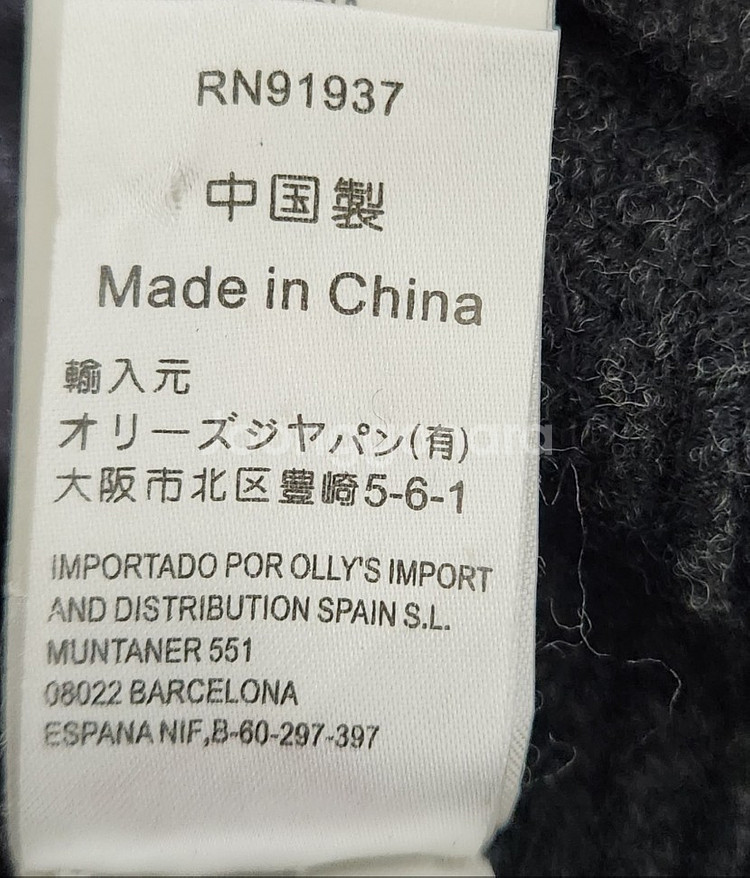 RN91937
中国製
Made in China
輸入元
オリーズジヤパン(有)
大阪市北区豊崎5-6-1
IMPORTADO POR OLLY'S IMPORT
AND DISTRIBUTION SPAIN S.L.
MUNTANER 551
08022 BARCELONA
ESPANA NIF,B-60-297-397